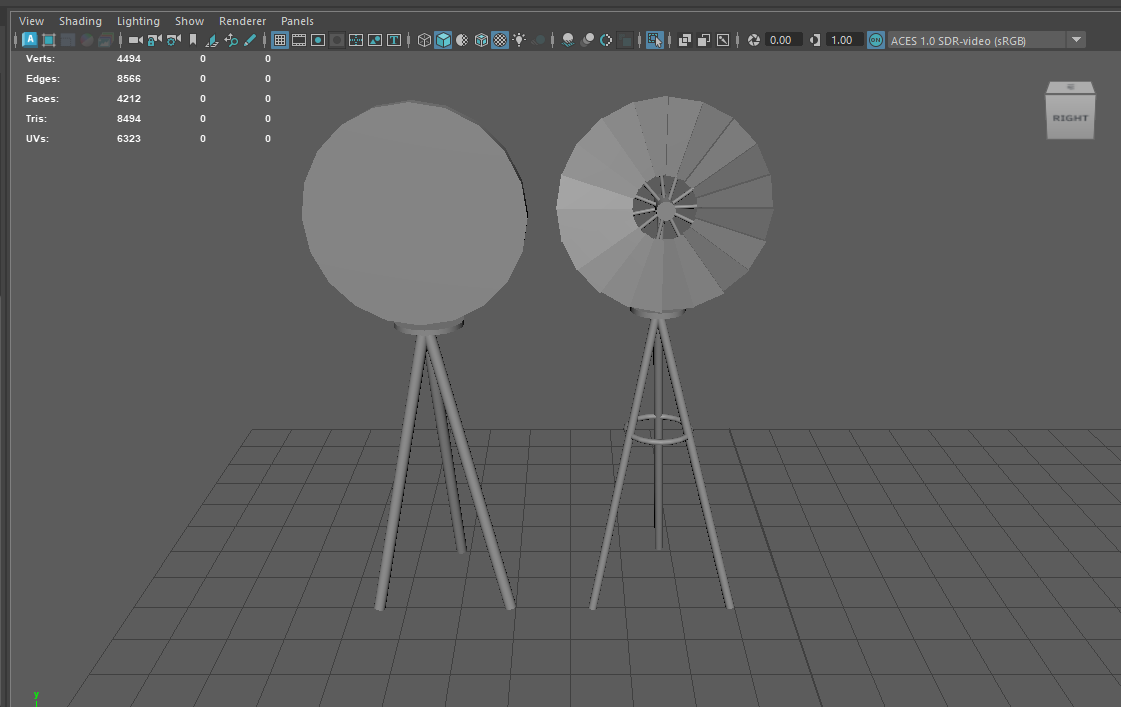 View Shading Lighting Show Renderer Panels
A T 0.00 1.00 ON ACES 1.0 SDR-video (sRGB)
Verts: 4494 0 0
Edges: 8566 0 0
Faces: 4212 0 0
Tris: 8494 0 0
UVs: 6323 0 0
RIGHT
y